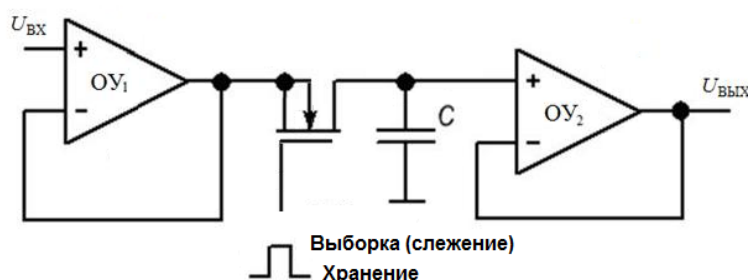 U_ВХ
+
ОУ₁
−
C
+
ОУ₂
−
U_ВЫХ
Выборка (слежение)
Хранение